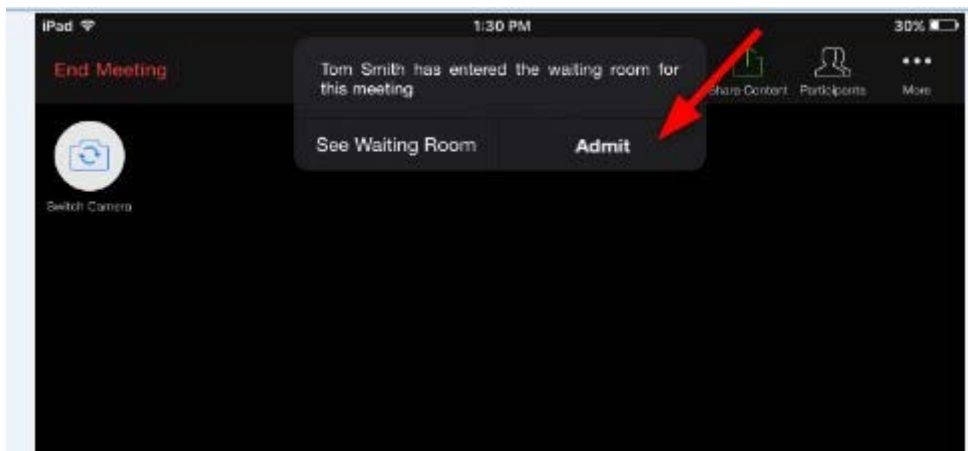 iPad 1:30 PM 30%
End Meeting
Tom Smith has entered the waiting room for
this meeting
Share Content Participants More
See Waiting Room Admit
Switch Camera